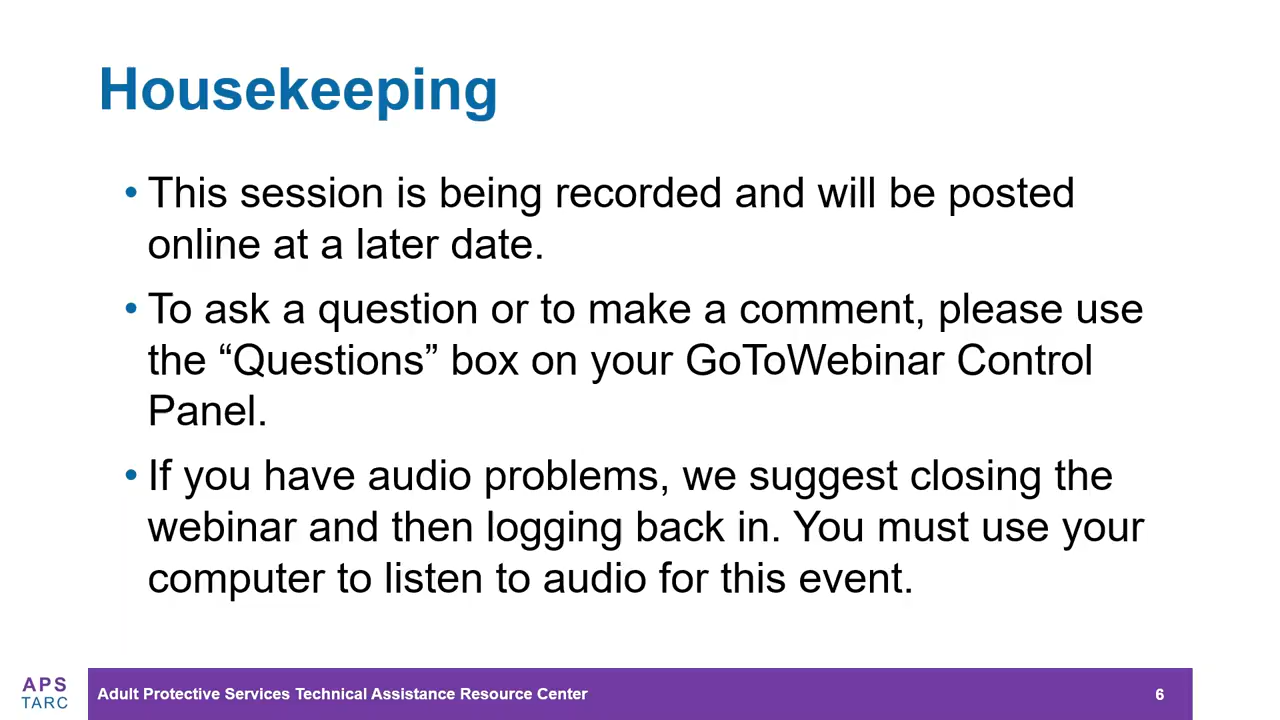 Housekeeping
• This session is being recorded and will be posted
online at a later date.
• To ask a question or to make a comment, please use
the “Questions” box on your GoToWebinar Control
Panel.
• If you have audio problems, we suggest closing the
webinar and then logging back in. You must use your
computer to listen to audio for this event.
APS
TARC
Adult Protective Services Technical Assistance Resource Center
6